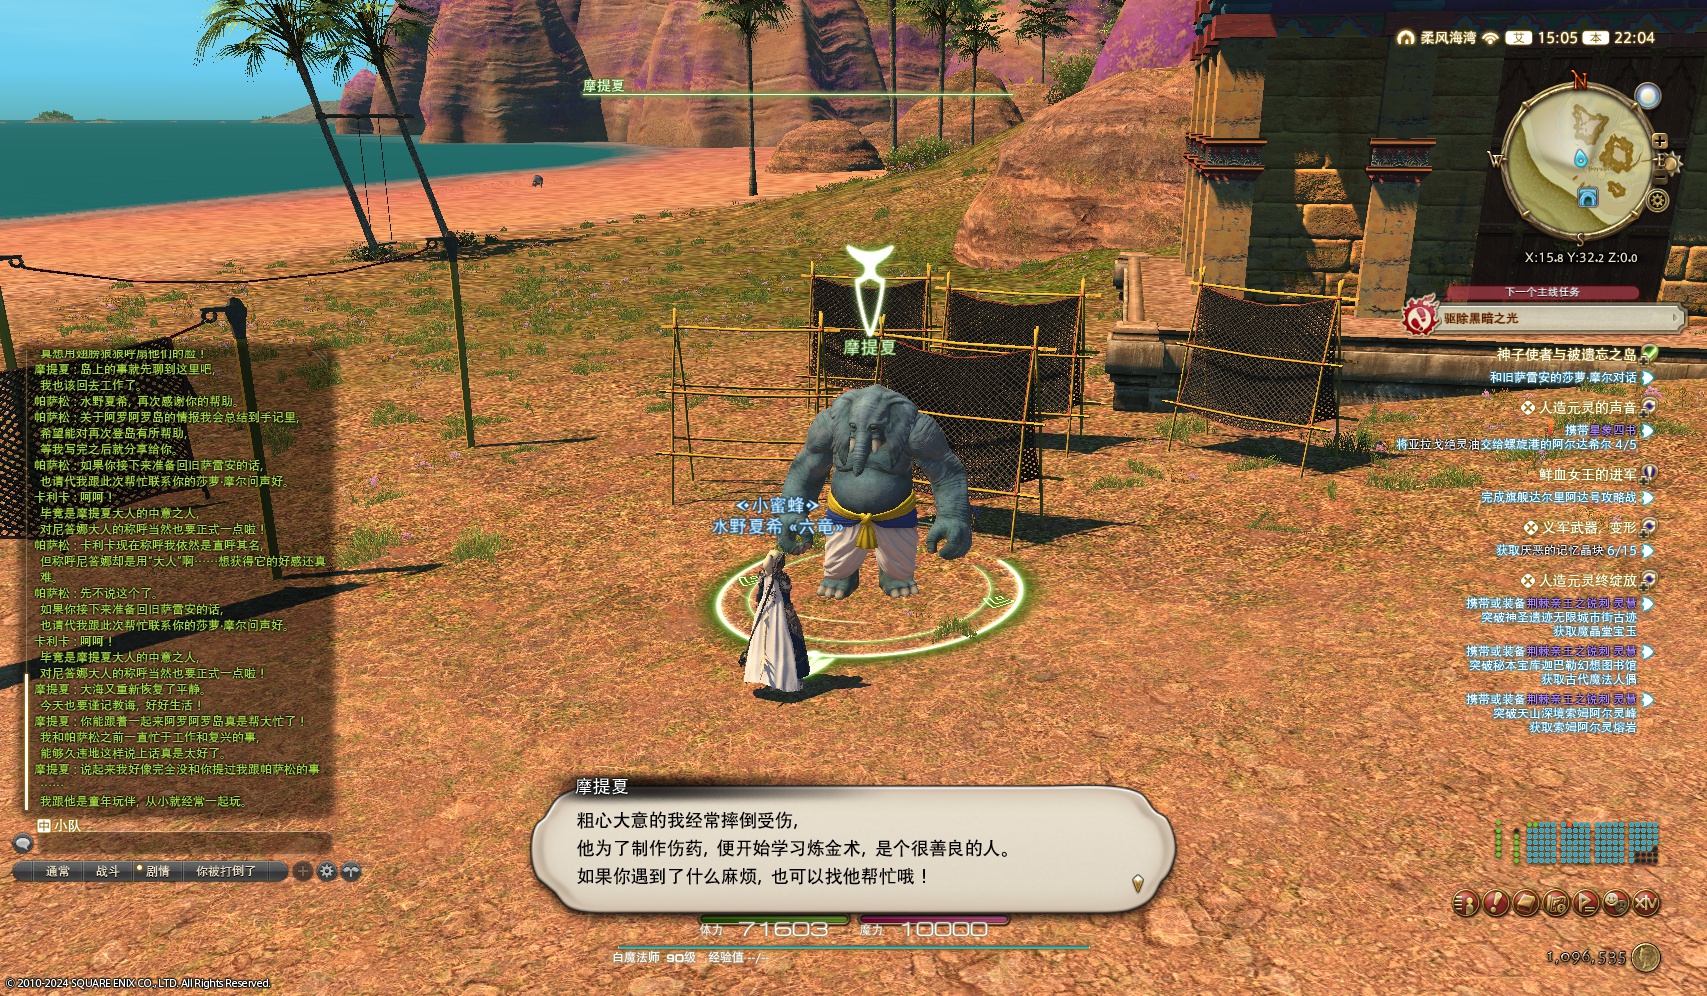 摩提夏
柔风海湾 艾 15:05 本 22:04
N
W
E
S
X:15.8 Y:32.2 Z:0.0
下一个主线任务
驱除黑暗之光
神子使者与被遗忘之岛
和旧萨雷安的莎萝·摩尔对话
人造元灵的声音
携带星象四书
将亚拉戈绝灵油交给螺旋港的阿尔达希尔 4/5
鲜血女王的进军
完成旗舰达尔里阿达号攻略战
义军武器，变形
获取厌恶的记忆晶块 6/15
人造元灵终绽放
携带或装备荆棘亲王之锐刺 灵慧
突破神圣遗迹无限城市街古迹
获取魔晶堂宝玉
携带或装备荆棘亲王之锐刺 灵慧
突破秘本宝库迦巴勒幻想图书馆
获取古代魔法人偶
携带或装备荆棘亲王之锐刺 灵慧
突破天山深境索姆阿尔灵峰
获取索姆阿尔灵熔岩
摩提夏
«小蜜蜂»
水野夏希 «六竜»
真想用翅膀狠狠呼扇他们的脸！
摩提夏：岛上的事就先聊到这里吧，
我也该回去工作了。
帕萨松：水野夏希，再次感谢你的帮助。
帕萨松：关于阿罗阿罗岛的情报我会总结到手记里，
希望能对再次登岛有所帮助，
等我写完之后就分享给你。
帕萨松：如果你接下来准备回旧萨雷安的话，
也请代我跟此次帮忙联系你的莎萝·摩尔问声好。
卡利卡：呵呵！
毕竟是摩提夏大人的中意之人，
对尼答娜大人的称呼当然也要正式一点啦！
帕萨松：卡利卡现在称呼我依然是直呼其名，
但称呼尼答娜却是用“大人”啊……想获得它的好感还真
难。
帕萨松：先不说这个了。
如果你接下来准备回旧萨雷安的话，
也请代我跟此次帮忙联系你的莎萝·摩尔问声好。
卡利卡：呵呵！
毕竟是摩提夏大人的中意之人，
对尼答娜大人的称呼当然也要正式一点啦！
摩提夏：大海又重新恢复了平静。
今天也要谨记教诲，好好生活！
摩提夏：你能跟着一起来阿罗阿罗岛真是帮大忙了！
我和帕萨松之前一直忙于工作和复兴的事，
能够久违地这样说上话真是太好了。
摩提夏：说起来我好像完全没和你提过我跟帕萨松的事
……
我跟他是童年玩伴，从小就经常一起玩。
中 小队
通常 战斗 剧情 你被打倒了
摩提夏
粗心大意的我经常摔倒受伤，
他为了制作伤药，便开始学习炼金术，是个很善良的人。
如果你遇到了什么麻烦，也可以找他帮忙哦！
体力 71603 魔力 10000
白魔法师 90级 经验值--/--
XIV
1,096,535
© 2010-2024 SQUARE ENIX CO., LTD. All Rights Reserved.